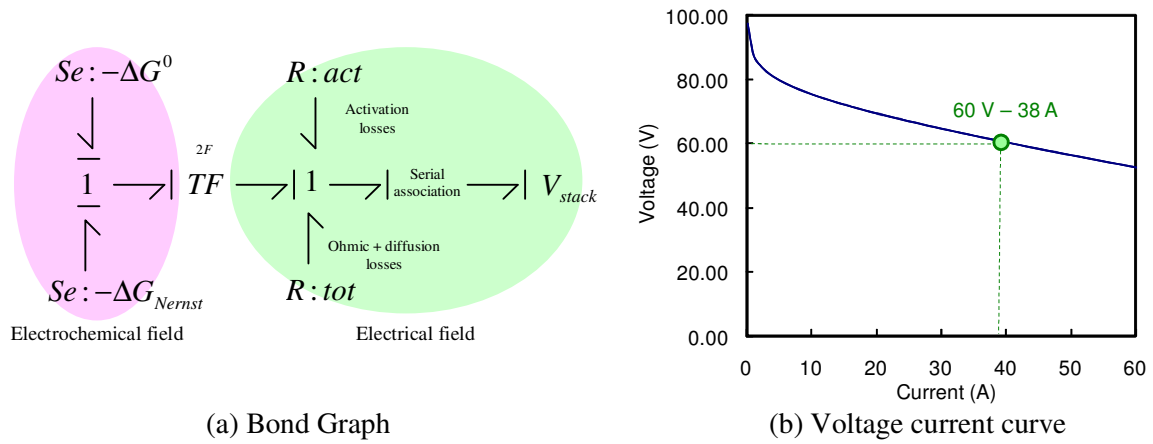 Se : −ΔG⁰
R : act
Activation
losses
1
2F
TF
1
Serial
association
V_stack
Ohmic + diffusion
losses
Se : −ΔG_Nernst
R : tot
Electrochemical field
Electrical field
(a) Bond Graph
100.00
80.00
60.00
40.00
20.00
0.00
Voltage (V)
60 V – 38 A
0 10 20 30 40 50 60
Current (A)
(b) Voltage current curve